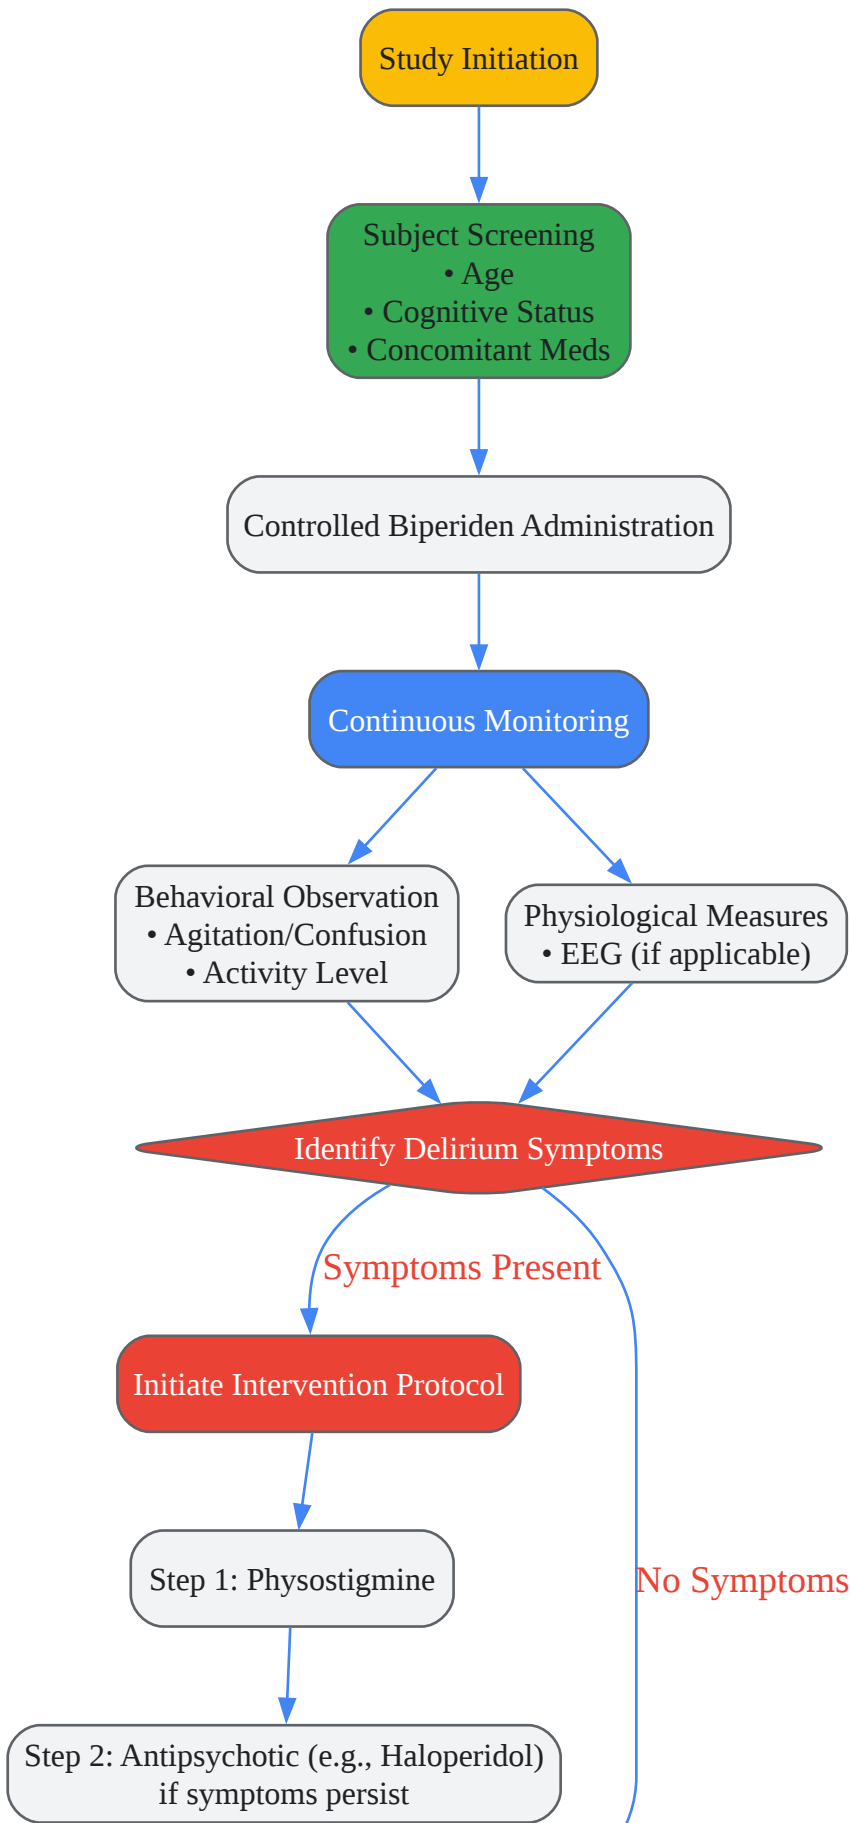 Study Initiation
Subject Screening
• Age
• Cognitive Status
• Concomitant Meds
Controlled Biperiden Administration
Continuous Monitoring
Behavioral Observation
• Agitation/Confusion
• Activity Level
Physiological Measures
• EEG (if applicable)
Identify Delirium Symptoms
Symptoms Present
Initiate Intervention Protocol
Step 1: Physostigmine
No Symptoms
Step 2: Antipsychotic (e.g., Haloperidol)
if symptoms persist